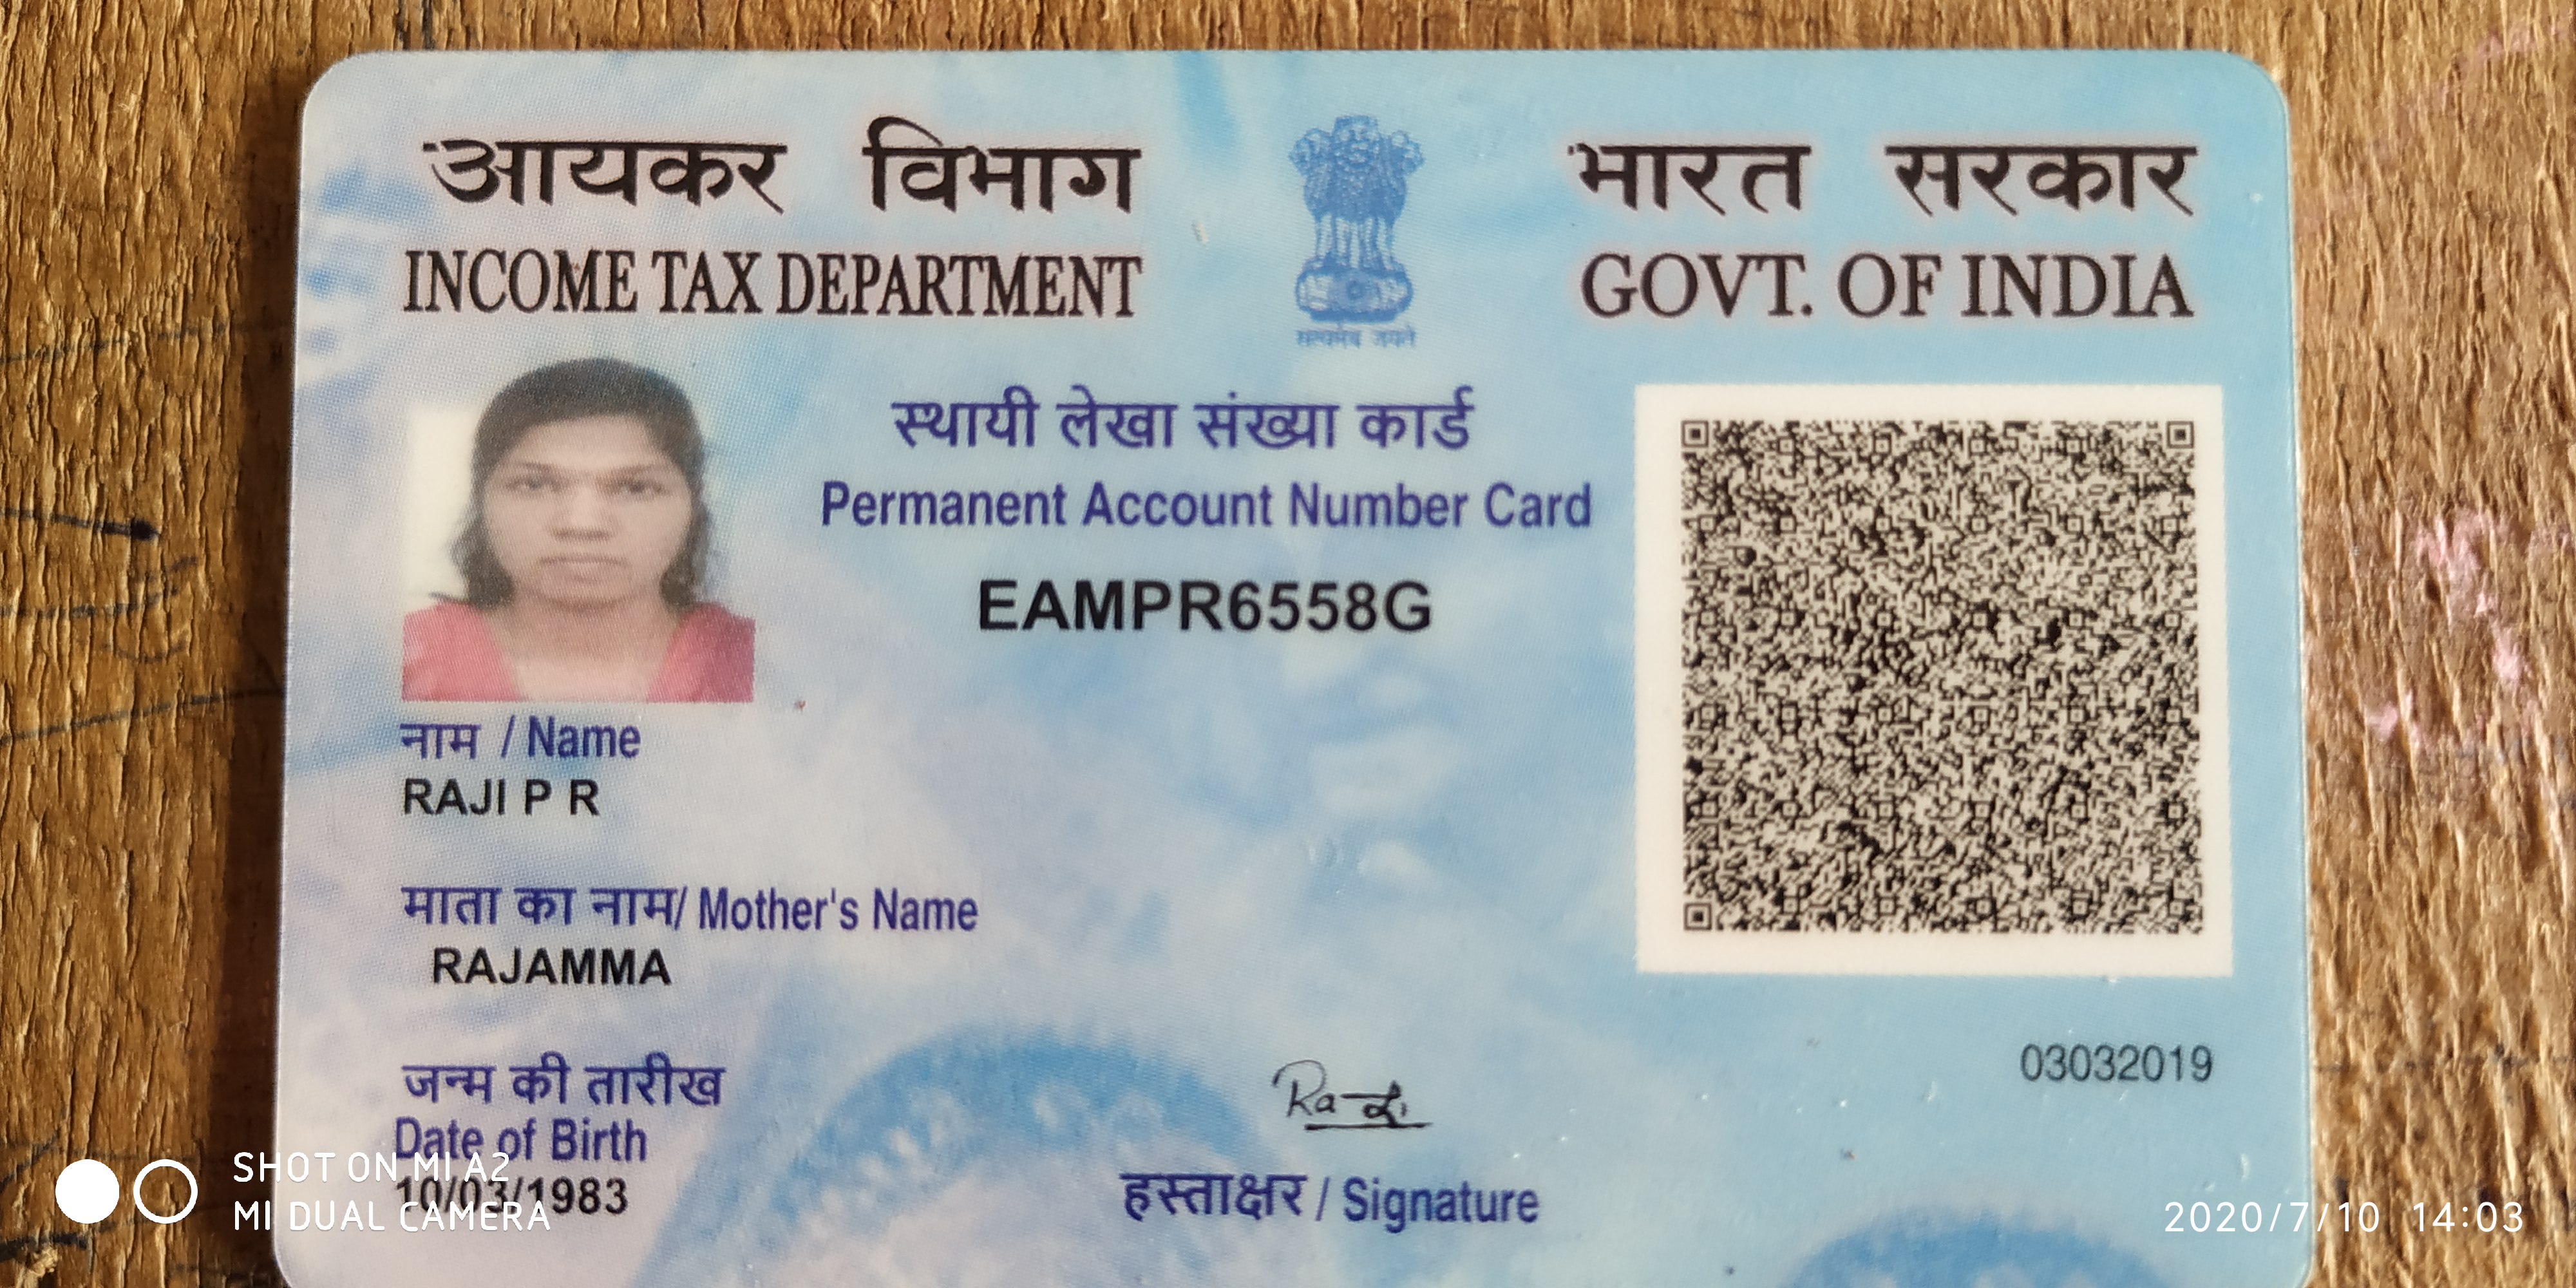 आयकर विभाग
INCOME TAX DEPARTMENT
सत्यमेव जयते
भारत सरकार
GOVT. OF INDIA
स्थायी लेखा संख्या कार्ड
Permanent Account Number Card
EAMPR6558G
नाम / Name
RAJI P R
माता का नाम/ Mother's Name
RAJAMMA
जन्म की तारीख
Date of Birth
10/03/1983
हस्ताक्षर / Signature
03032019
SHOT ON MI A2
MI DUAL CAMERA
2020/7/10 14:03